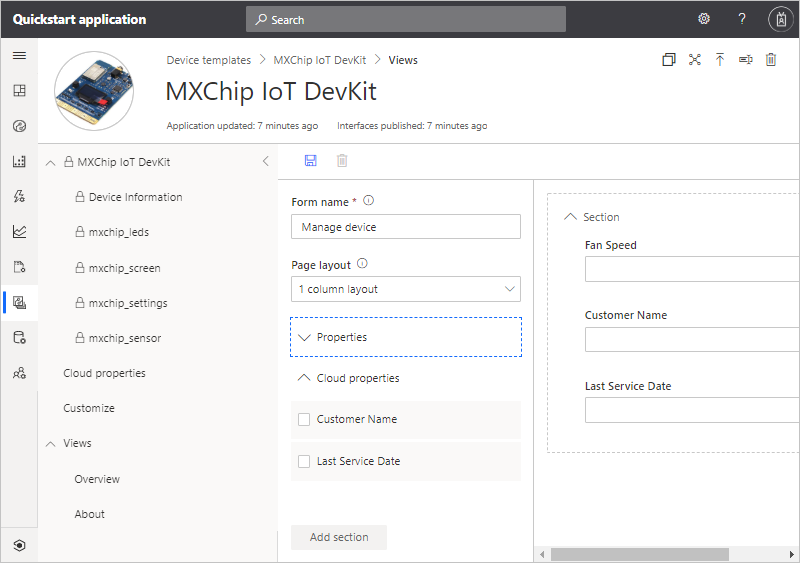 Quickstart application
Search
?
Device templates > MXChip IoT DevKit > Views
MXChip IoT DevKit
Application updated: 7 minutes ago Interfaces published: 7 minutes ago
MXChip IoT DevKit
Device Information
mxchip_leds
mxchip_screen
mxchip_settings
mxchip_sensor
Cloud properties
Customize
Views
Overview
About
Form name *
Manage device
Page layout
1 column layout
Properties
Cloud properties
Customer Name
Last Service Date
Add section
Section
Fan Speed
Customer Name
Last Service Date